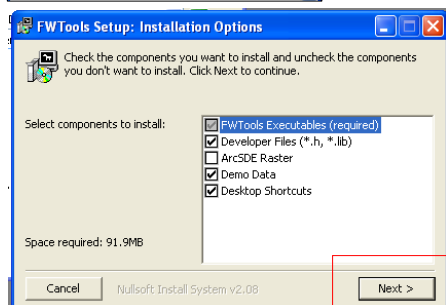 FWTools Setup: Installation Options
Check the components you want to install and uncheck the components
you don't want to install. Click Next to continue.
Select components to install:
FWTools Executables (required)
Developer Files (*.h, *.lib)
ArcSDE Raster
Demo Data
Desktop Shortcuts
Space required: 91.9MB
Cancel
Nullsoft Install System v2.08
Next >